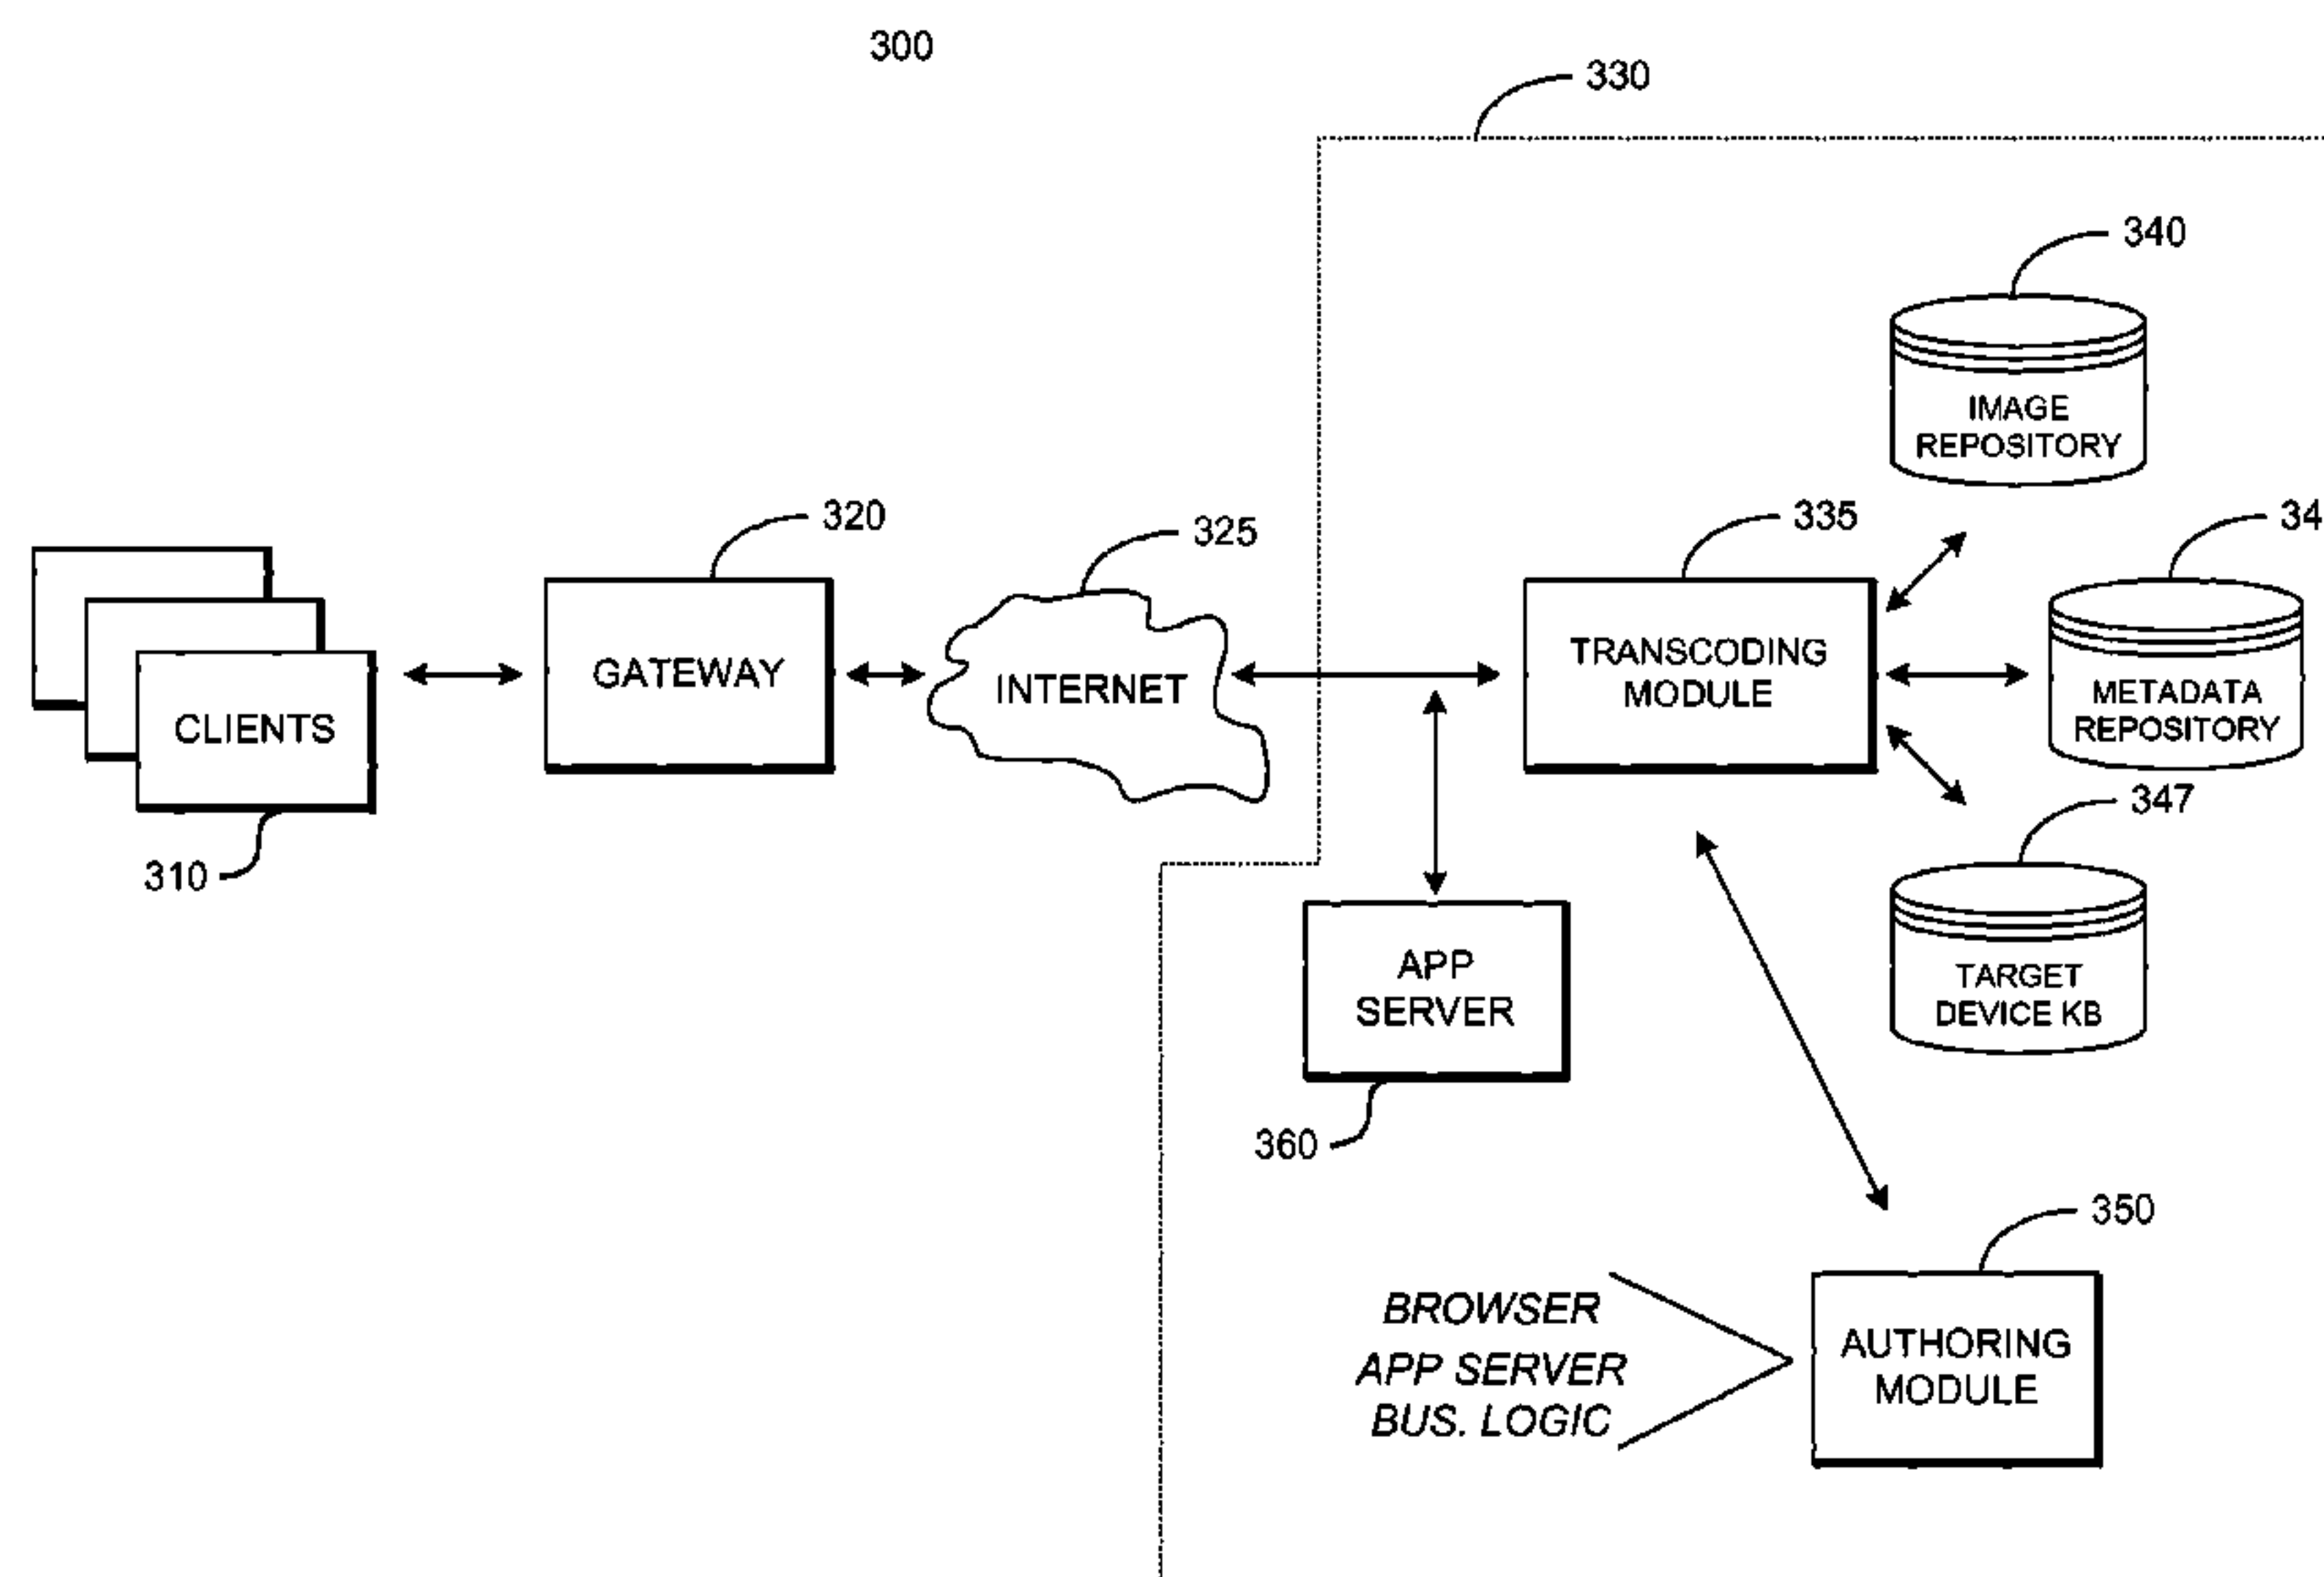 300
330
340
IMAGE
REPOSITORY
320
325
335
34
GATEWAY
INTERNET
TRANSCODING
MODULE
METADATA
REPOSITORY
CLIENTS
310
347
TARGET
DEVICE KB
APP
SERVER
360
350
BROWSER
APP SERVER
BUS. LOGIC
AUTHORING
MODULE